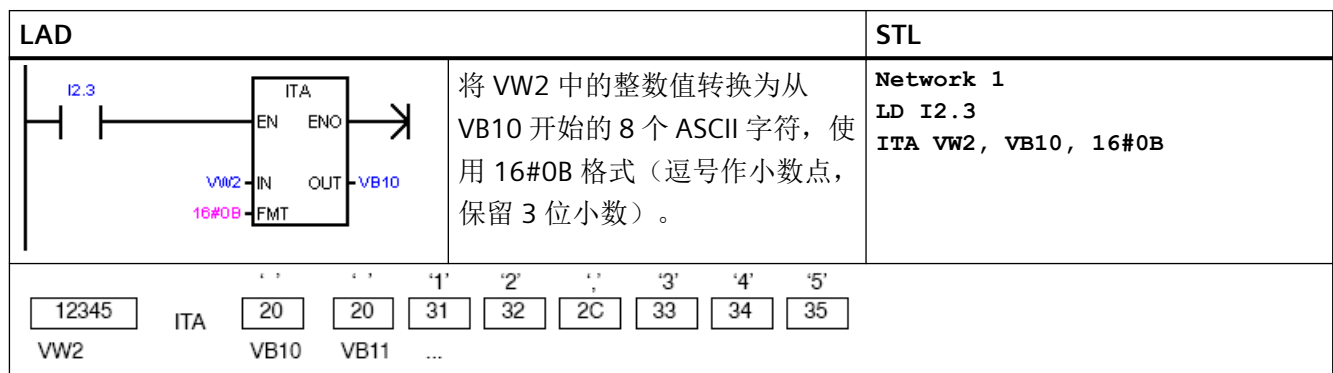 LAD
STL
I2.3
ITA
EN ENO
VW2 IN OUT VB10
16#0B FMT
将 VW2 中的整数值转换为从
VB10 开始的 8 个 ASCII 字符，使
用 16#0B 格式（逗号作小数点，
保留 3 位小数）。
Network 1
LD I2.3
ITA VW2, VB10, 16#0B
‘ ’ ‘ ’ ‘1’ ‘2’ ‘,’ ‘3’ ‘4’ ‘5’
12345 ITA 20 20 31 32 2C 33 34 35
VW2 VB10 VB11 ...